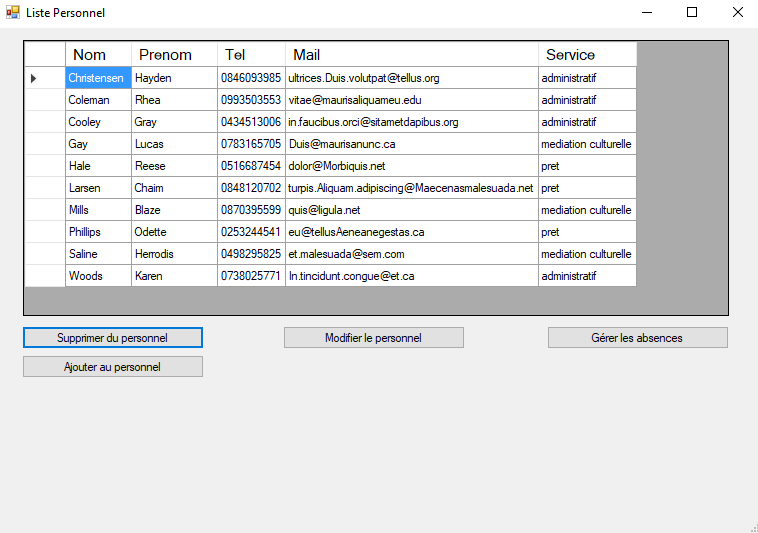 Liste Personnel
Nom Prenom Tel Mail Service
Christensen Hayden 0846093985 ultrices.Duis.volutpat@tellus.org administratif
Coleman Rhea 0993503553 vitae@maurisaliquameu.edu administratif
Cooley Gray 0434513006 in.faucibus.orci@sitametdapibus.org administratif
Gay Lucas 0783165705 Duis@maurisanunc.ca mediation culturelle
Hale Reese 0516687454 dolor@Morbiquis.net pret
Larsen Chaim 0848120702 turpis.Aliquam.adipiscing@Maecenasmalesuada.net pret
Mills Blaze 0870395599 quis@ligula.net mediation culturelle
Phillips Odette 0253244541 eu@tellusAeneanegestas.ca pret
Saline Herrodis 0498295825 et.malesuada@sem.com mediation culturelle
Woods Karen 0738025771 In.tincidunt.congue@et.ca administratif
Supprimer du personnel Modifier le personnel Gérer les absences
Ajouter au personnel